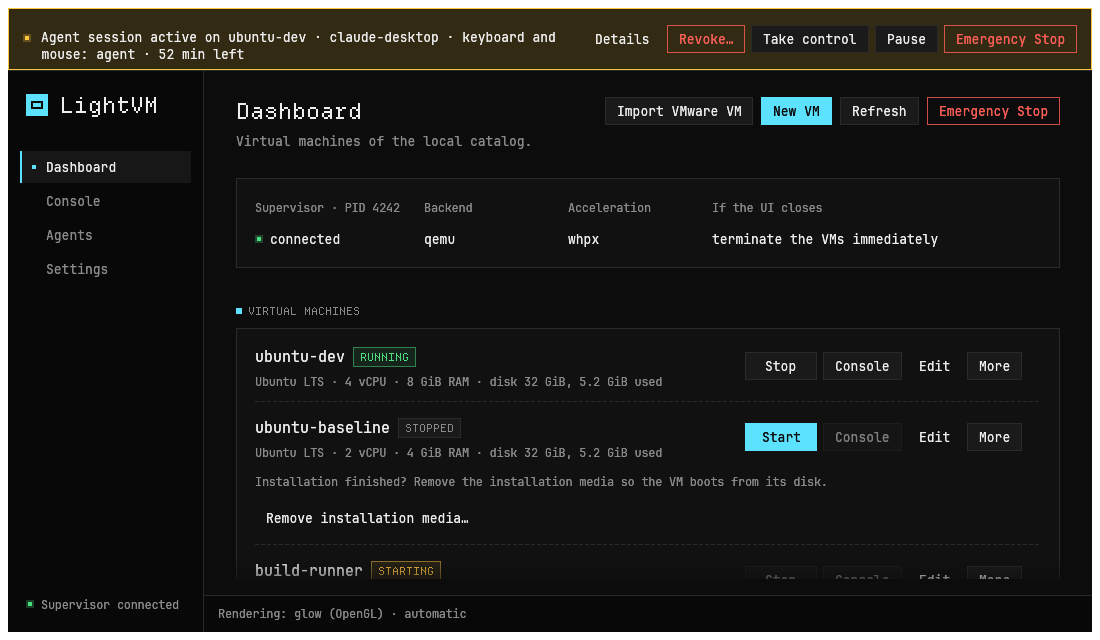 Agent session active on ubuntu-dev · claude-desktop · keyboard and
mouse: agent · 52 min left
Details
Revoke…
Take control
Pause
Emergency Stop
LightVM
Dashboard
Console
Agents
Settings
Supervisor connected
Dashboard
Virtual machines of the local catalog.
Import VMware VM
New VM
Refresh
Emergency Stop
Supervisor · PID 4242
Backend
Acceleration
If the UI closes
connected
qemu
whpx
terminate the VMs immediately
VIRTUAL MACHINES
ubuntu-dev RUNNING
Ubuntu LTS · 4 vCPU · 8 GiB RAM · disk 32 GiB, 5.2 GiB used
Stop
Console
Edit
More
ubuntu-baseline STOPPED
Ubuntu LTS · 2 vCPU · 4 GiB RAM · disk 32 GiB, 5.2 GiB used
Start
Console
Edit
More
Installation finished? Remove the installation media so the VM boots from its disk.
Remove installation media…
build-runner STARTING
Stop
Console
Edit
More
Rendering: glow (OpenGL) · automatic